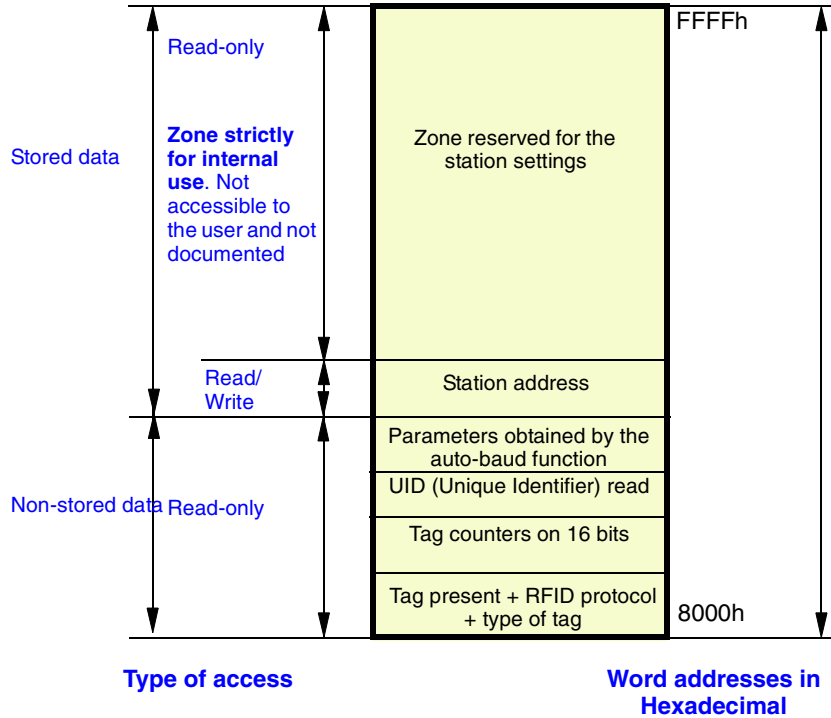 FFFFh
Read-only
Stored data
Zone strictly
for internal
use. Not
accessible to
the user and not
documented
Zone reserved for the
station settings
Read/
Write
Station address
Parameters obtained by the
auto-baud function
UID (Unique Identifier) read
Non-stored data
Read-only
Tag counters on 16 bits
Tag present + RFID protocol
+ type of tag
8000h
Type of access
Word addresses in
Hexadecimal